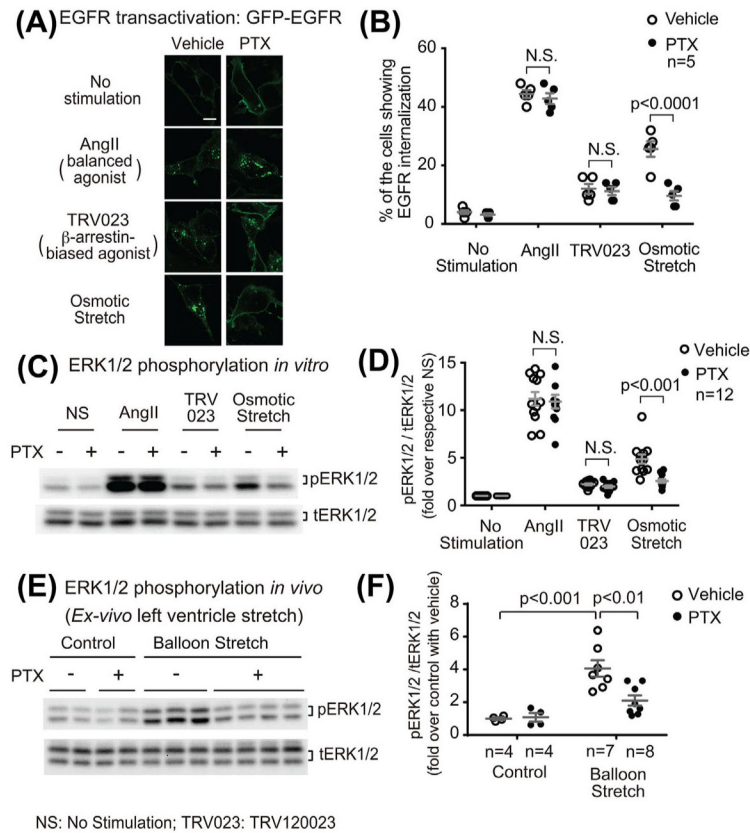 (A) EGFR transactivation: GFP-EGFR
Vehicle PTX
No
stimulation
AngII
(balanced
agonist)
TRV023
(β-arrestin-
biased agonist)
Osmotic
Stretch
(B)
Vehicle
PTX
n=5
% of the cells showing
EGFR internalization
60
40
20
0
N.S.
N.S.
p<0.0001
No
Stimulation
AngII
TRV023
Osmotic
Stretch
(C) ERK1/2 phosphorylation in vitro
NS
AngII
TRV
023
Osmotic
Stretch
PTX - + - + - + - +
pERK1/2
tERK1/2
(D)
Vehicle
PTX
n=12
pERK1/2 / tERK1/2
(fold over respective NS)
15
10
5
0
N.S.
N.S.
p<0.001
No
Stimulation
AngII
TRV
023
Osmotic
Stretch
(E) ERK1/2 phosphorylation in vivo
(Ex-vivo left ventricle stretch)
Control Balloon Stretch
PTX - + - +
pERK1/2
tERK1/2
(F)
Vehicle
PTX
pERK1/2 /tERK1/2
(fold over control with vehicle)
8
6
4
2
0
p<0.001 p<0.01
n=4 n=4 n=7 n=8
Control
Balloon
Stretch
NS: No Stimulation; TRV023: TRV120023